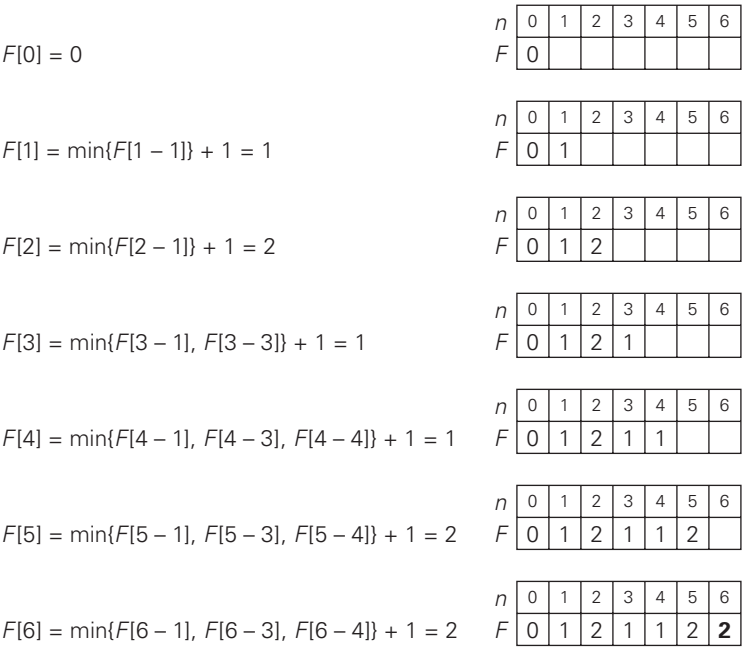 n 0 1 2 3 4 5 6
F[0] = 0 F 0
n 0 1 2 3 4 5 6
F[1] = min{F[1 – 1]} + 1 = 1 F 0 1
n 0 1 2 3 4 5 6
F[2] = min{F[2 – 1]} + 1 = 2 F 0 1 2
n 0 1 2 3 4 5 6
F[3] = min{F[3 – 1], F[3 – 3]} + 1 = 1 F 0 1 2 1
n 0 1 2 3 4 5 6
F[4] = min{F[4 – 1], F[4 – 3], F[4 – 4]} + 1 = 1 F 0 1 2 1 1
n 0 1 2 3 4 5 6
F[5] = min{F[5 – 1], F[5 – 3], F[5 – 4]} + 1 = 2 F 0 1 2 1 1 2
n 0 1 2 3 4 5 6
F[6] = min{F[6 – 1], F[6 – 3], F[6 – 4]} + 1 = 2 F 0 1 2 1 1 2 2